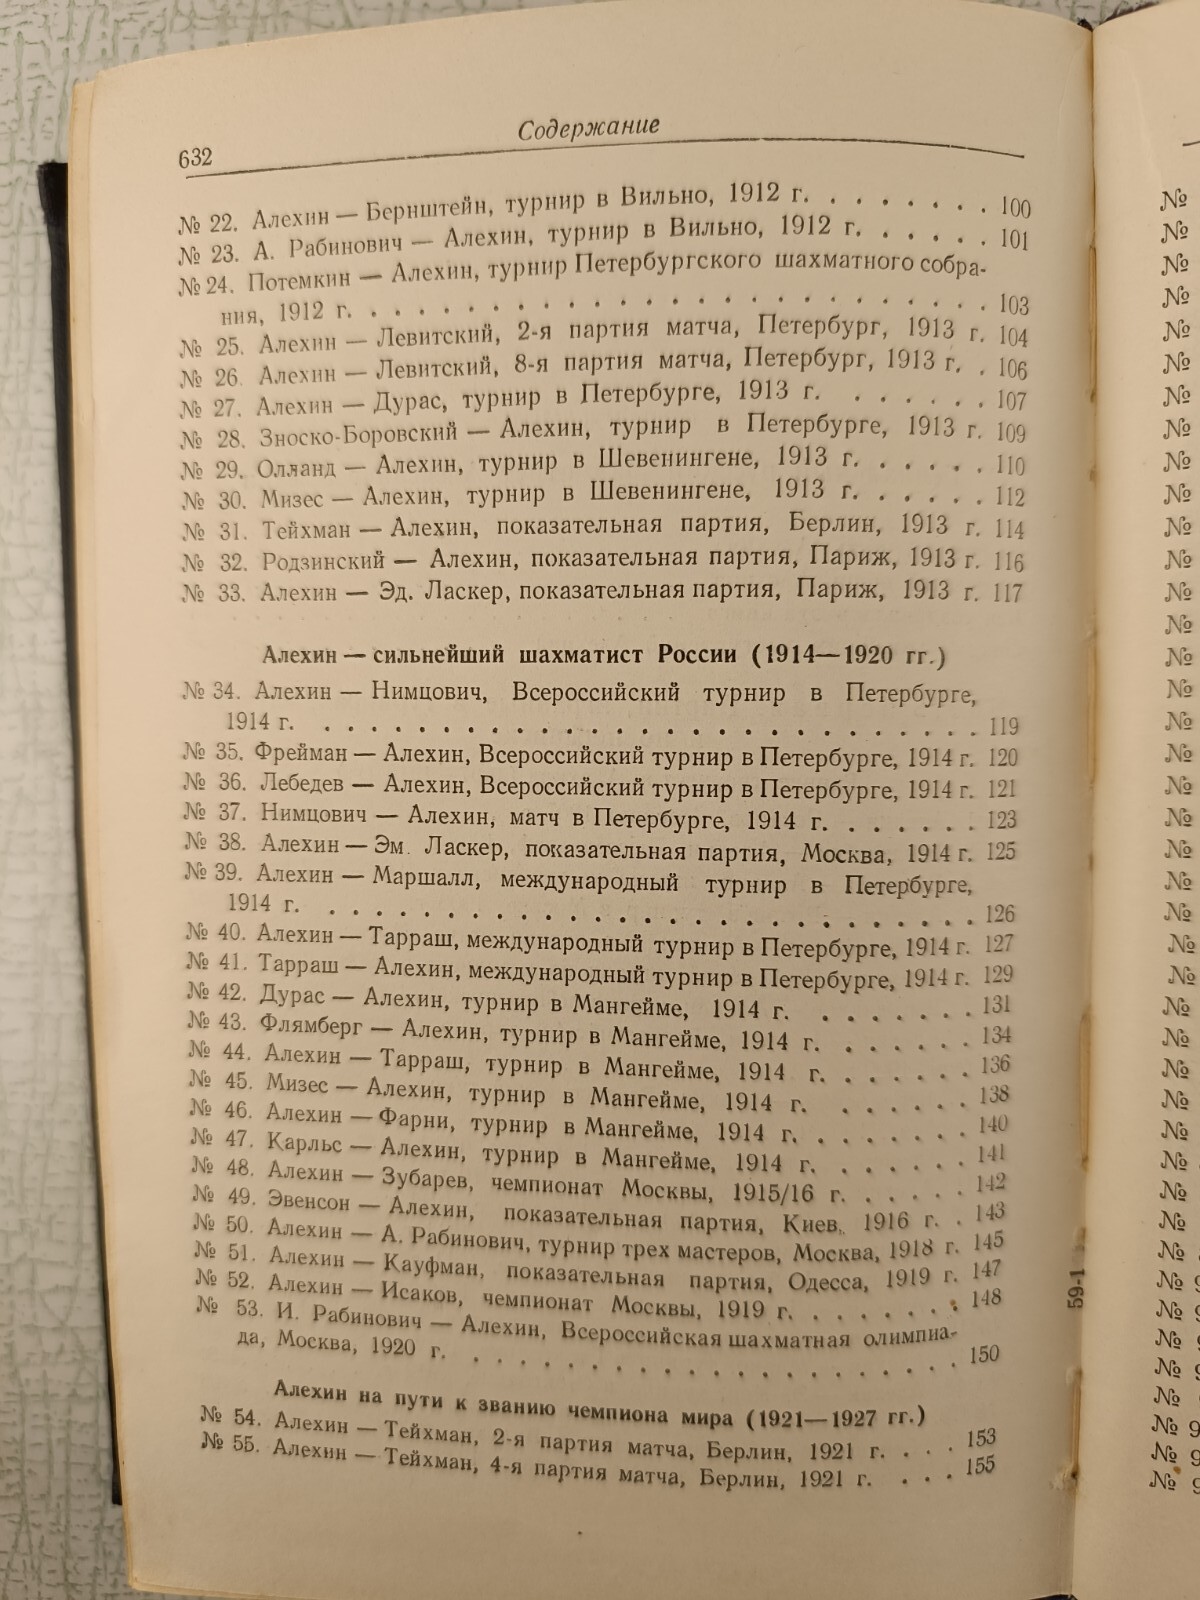 632
Содержание
№ 22. Алехин — Бернштейн, турнир в Вильно, 1912 г. . . . . . . . . 100
№ 23. А. Рабинович — Алехин, турнир в Вильно, 1912 г. . . . . . 101
№ 24. Потемкин — Алехин, турнир Петербургского шахматного собра-
ния, 1912 г. . . . . . . . . . . . . . . . . . . . . . . . . . . 103
№ 25. Алехин — Левитский, 2-я партия матча, Петербург, 1913 г. 104
№ 26. Алехин — Левитский, 8-я партия матча, Петербург, 1913 г. . 106
№ 27. Алехин — Дурас, турнир в Петербурге, 1913 г. . . . . . . 107
№ 28. Зноско-Боровский — Алехин, турнир в Петербурге, 1913 г. 109
№ 29. Олланд — Алехин, турнир в Шевенингене, 1913 г. . . . . . 110
№ 30. Мизес — Алехин, турнир в Шевенингене, 1913 г. . . . . . 112
№ 31. Тейхман — Алехин, показательная партия, Берлин, 1913 г. 114
№ 32. Родзинский — Алехин, показательная партия, Париж, 1913 г. 116
№ 33. Алехин — Эд. Ласкер, показательная партия, Париж, 1913 г. 117
Алехин — сильнейший шахматист России (1914—1920 гг.)
№ 34. Алехин — Нимцович, Всероссийский турнир в Петербурге,
1914 г. . . . . . . . . . . . . . . . . . . . . . . . . . . . . 119
№ 35. Фрейман — Алехин, Всероссийский турнир в Петербурге, 1914 г. 120
№ 36. Лебедев — Алехин, Всероссийский турнир в Петербурге, 1914 г. 121
№ 37. Нимцович — Алехин, матч в Петербурге, 1914 г. . . . . . . 123
№ 38. Алехин — Эм. Ласкер, показательная партия, Москва, 1914 г. 125
№ 39. Алехин — Маршалл, международный турнир в Петербурге,
1914 г. . . . . . . . . . . . . . . . . . . . . . . . . . . . . 126
№ 40. Алехин — Тарраш, международный турнир в Петербурге, 1914 г. 127
№ 41. Тарраш — Алехин, международный турнир в Петербурге, 1914 г. 129
№ 42. Дурас — Алехин, турнир в Мангейме, 1914 г. . . . . . . . 131
№ 43. Флямберг — Алехин, турнир в Мангейме, 1914 г. . . . . . . 134
№ 44. Алехин — Тарраш, турнир в Мангейме, 1914 г. . . . . . . 136
№ 45. Мизес — Алехин, турнир в Мангейме, 1914 г. . . . . . . 138
№ 46. Алехин — Фарни, турнир в Мангейме, 1914 г. . . . . . . . 140
№ 47. Карльс — Алехин, турнир в Мангейме, 1914 г. . . . . . . 141
№ 48. Алехин — Зубарев, чемпионат Москвы, 1915/16 г. . . . . . 142
№ 49. Эвенсон — Алехин, показательная партия, Киев, 1916 г. . 143
№ 50. Алехин — А. Рабинович, турнир трех мастеров, Москва, 1918 г. 145
№ 51. Алехин — Кауфман, показательная партия, Одесса, 1919 г. 147
№ 52. Алехин — Исаков, чемпионат Москвы, 1919 г. . . . . . . . 148
№ 53. И. Рабинович — Алехин, Всероссийская шахматная олимпиа-
да, Москва, 1920 г. . . . . . . . . . . . . . . . . . . . . 150
Алехин на пути к званию чемпиона мира (1921—1927 гг.)
№ 54. Алехин — Тейхман, 2-я партия матча, Берлин, 1921 г. . . . 153
№ 55. Алехин — Тейхман, 4-я партия матча, Берлин, 1921 г. . . . 155
59-1